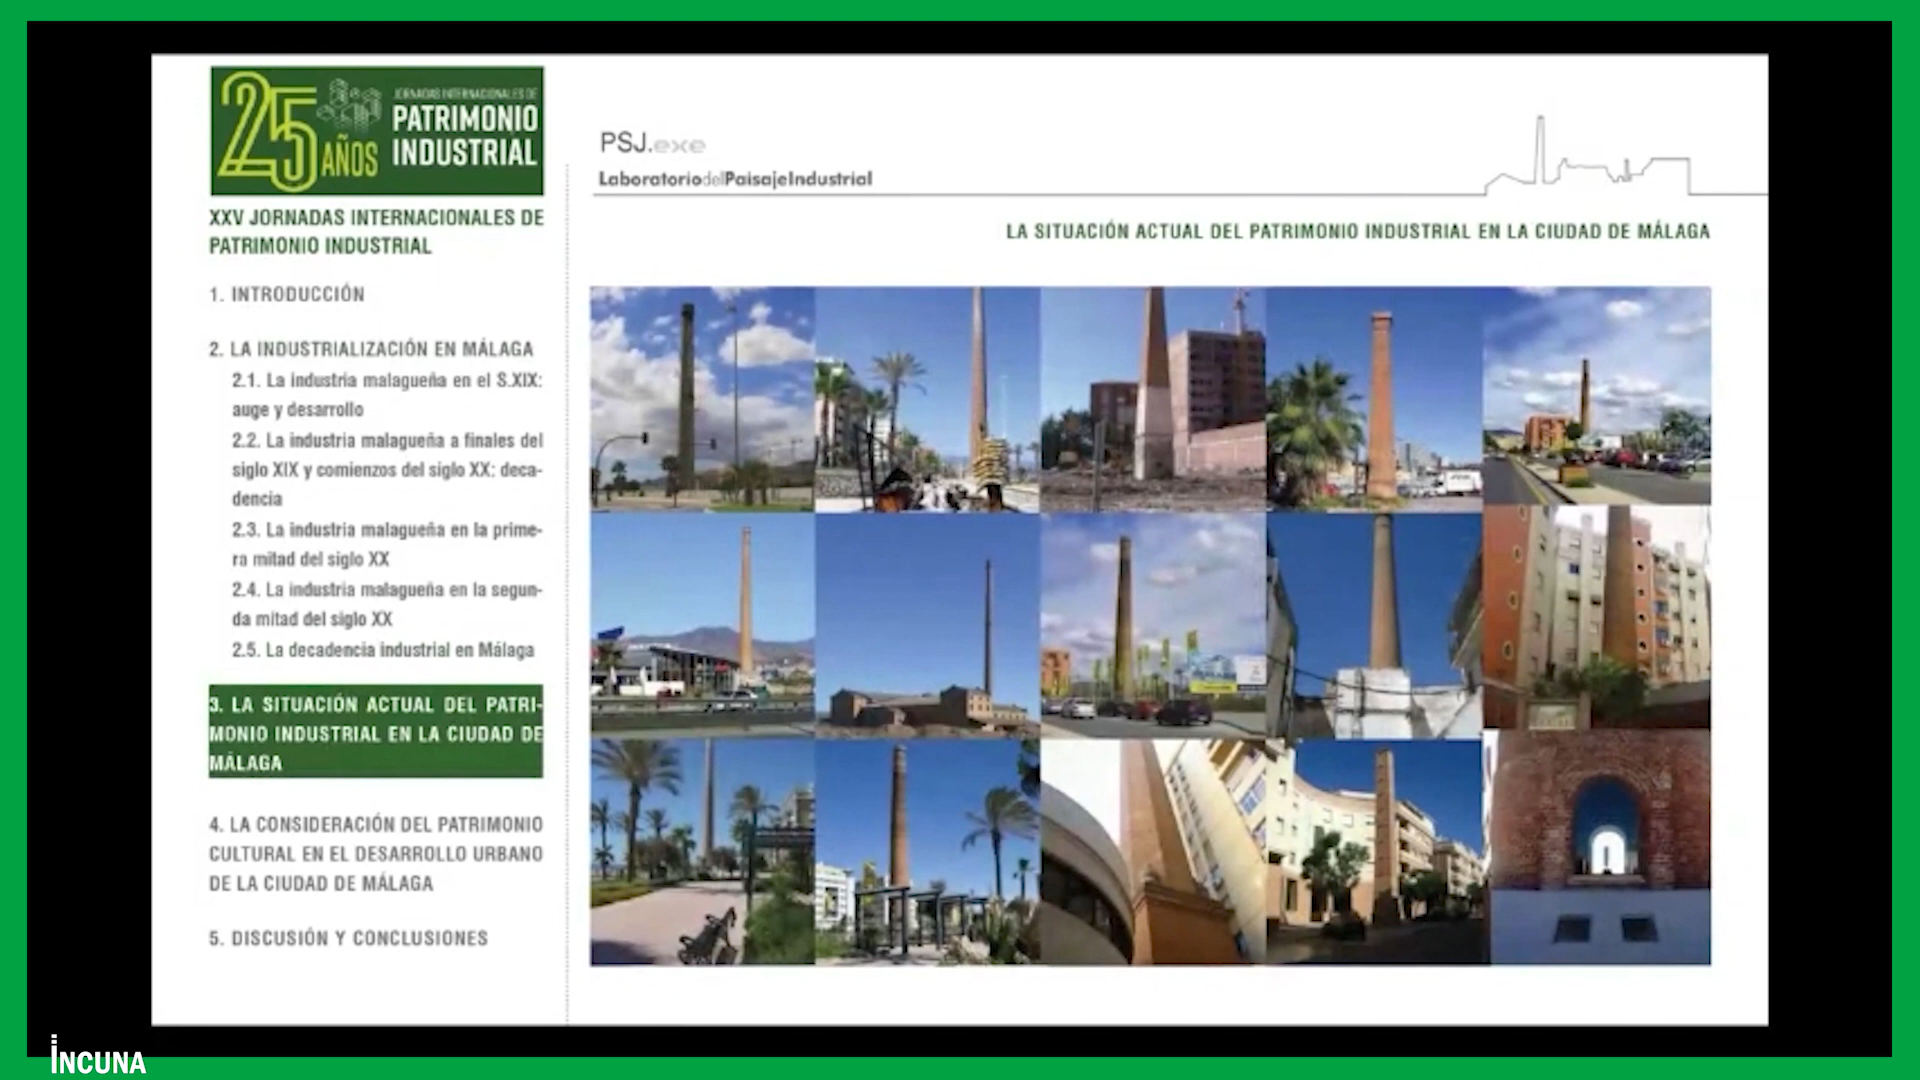 25 AÑOS
JORNADAS INTERNACIONALES DE
PATRIMONIO
INDUSTRIAL
XXV JORNADAS INTERNACIONALES DE
PATRIMONIO INDUSTRIAL
1. INTRODUCCIÓN
2. LA INDUSTRIALIZACIÓN EN MÁLAGA
2.1. La industria malagueña en el S.XIX:
auge y desarrollo
2.2. La industria malagueña a finales del
siglo XIX y comienzos del siglo XX: deca-
dencia
2.3. La industria malagueña en la prime-
ra mitad del siglo XX
2.4. La industria malagueña en la segun-
da mitad del siglo XX
2.5. La decadencia industrial en Málaga
3. LA SITUACIÓN ACTUAL DEL PATRI-
MONIO INDUSTRIAL EN LA CIUDAD DE
MÁLAGA
4. LA CONSIDERACIÓN DEL PATRIMONIO
CULTURAL EN EL DESARROLLO URBANO
DE LA CIUDAD DE MÁLAGA
5. DISCUSIÓN Y CONCLUSIONES
PSJ.exe
LaboratoriodelPaisajeIndustrial
LA SITUACIÓN ACTUAL DEL PATRIMONIO INDUSTRIAL EN LA CIUDAD DE MÁLAGA
INCUNA